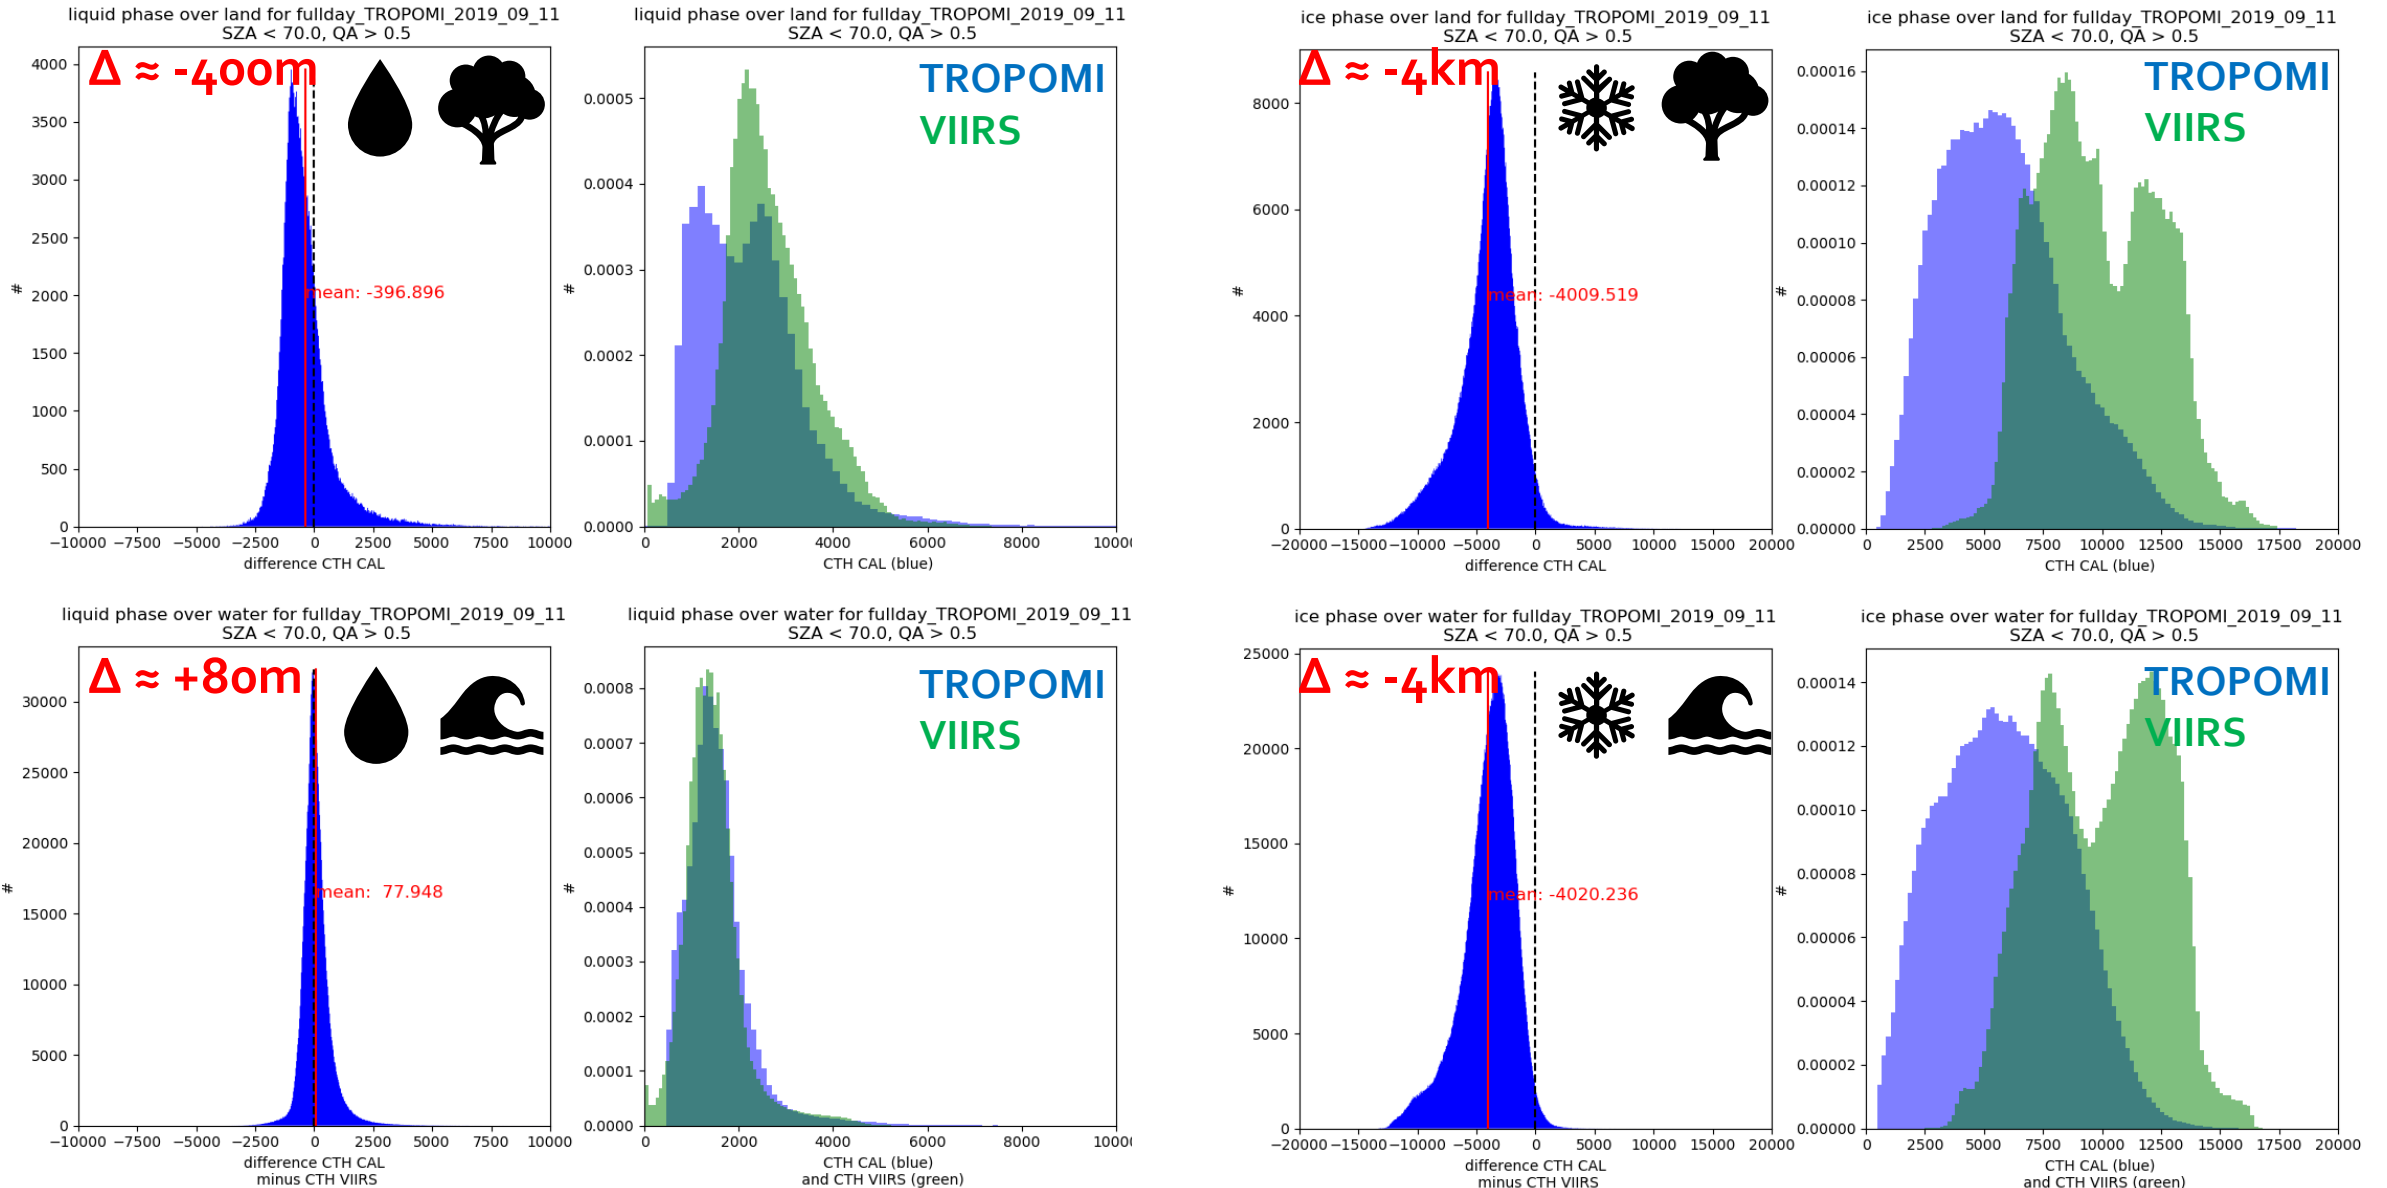 liquid phase over land for fullday_TROPOMI_2019_09_11
SZA < 70.0, QA > 0.5
Δ ≈ -400m
mean: -396.896
#
4000
3500
3000
2500
2000
1500
1000
500
0
−10000 −7500 −5000 −2500 0 2500 5000 7500 10000
difference CTH CAL
liquid phase over land for fullday_TROPOMI_2019_09_11
SZA < 70.0, QA > 0.5
TROPOMI
VIIRS
#
0.0005
0.0004
0.0003
0.0002
0.0001
0.0000
0 2000 4000 6000 8000 10000
CTH CAL (blue)
ice phase over land for fullday_TROPOMI_2019_09_11
SZA < 70.0, QA > 0.5
Δ ≈ -4km
mean: -4009.519
#
8000
6000
4000
2000
0
−20000 −15000 −10000 −5000 0 5000 10000 15000 20000
difference CTH CAL
ice phase over land for fullday_TROPOMI_2019_09_11
SZA < 70.0, QA > 0.5
TROPOMI
VIIRS
#
0.00016
0.00014
0.00012
0.00010
0.00008
0.00006
0.00004
0.00002
0.00000
0 2500 5000 7500 10000 12500 15000 17500 20000
CTH CAL (blue)
liquid phase over water for fullday_TROPOMI_2019_09_11
SZA < 70.0, QA > 0.5
Δ ≈ +80m
mean: 77.948
#
30000
25000
20000
15000
10000
5000
0
−10000 −7500 −5000 −2500 0 2500 5000 7500 10000
difference CTH CAL
minus CTH VIIRS
liquid phase over water for fullday_TROPOMI_2019_09_11
SZA < 70.0, QA > 0.5
TROPOMI
VIIRS
#
0.0008
0.0007
0.0006
0.0005
0.0004
0.0003
0.0002
0.0001
0.0000
0 2000 4000 6000 8000 10000
CTH CAL (blue)
and CTH VIIRS (green)
ice phase over water for fullday_TROPOMI_2019_09_11
SZA < 70.0, QA > 0.5
Δ ≈ -4km
mean: -4020.236
#
25000
20000
15000
10000
5000
0
−20000 −15000 −10000 −5000 0 5000 10000 15000 20000
difference CTH CAL
minus CTH VIIRS
ice phase over water for fullday_TROPOMI_2019_09_11
SZA < 70.0, QA > 0.5
TROPOMI
VIIRS
#
0.00014
0.00012
0.00010
0.00008
0.00006
0.00004
0.00002
0.00000
0 2500 5000 7500 10000 12500 15000 17500 20000
CTH CAL (blue)
and CTH VIIRS (green)